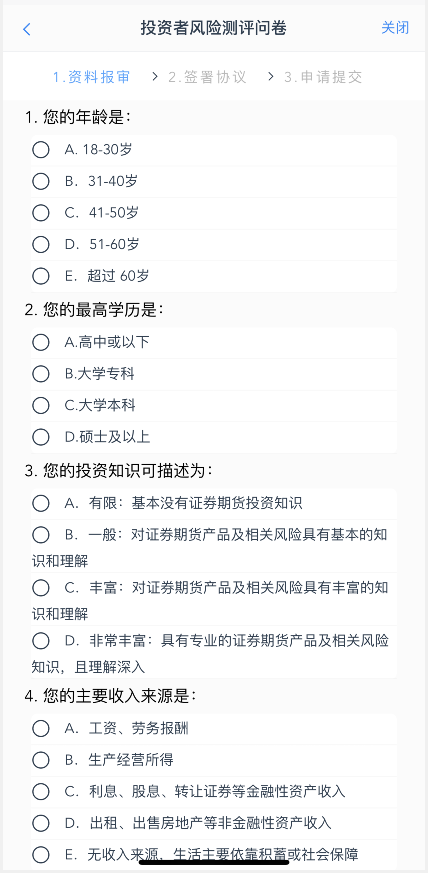 投资者风险测评问卷
关闭
1.资料报审 > 2.签署协议 > 3.申请提交
1. 您的年龄是：
A. 18-30岁
B. 31-40岁
C. 41-50岁
D. 51-60岁
E. 超过 60岁
2. 您的最高学历是：
A.高中或以下
B.大学专科
C.大学本科
D.硕士及以上
3. 您的投资知识可描述为：
A. 有限：基本没有证券期货投资知识
B. 一般：对证券期货产品及相关风险具有基本的知
识和理解
C. 丰富：对证券期货产品及相关风险具有丰富的知
识和理解
D. 非常丰富：具有专业的证券期货产品及相关风险
知识，且理解深入
4. 您的主要收入来源是：
A. 工资、劳务报酬
B. 生产经营所得
C. 利息、股息、转让证券等金融性资产收入
D. 出租、出售房地产等非金融性资产收入
E. 无收入来源，生活主要依靠积蓄或社会保障